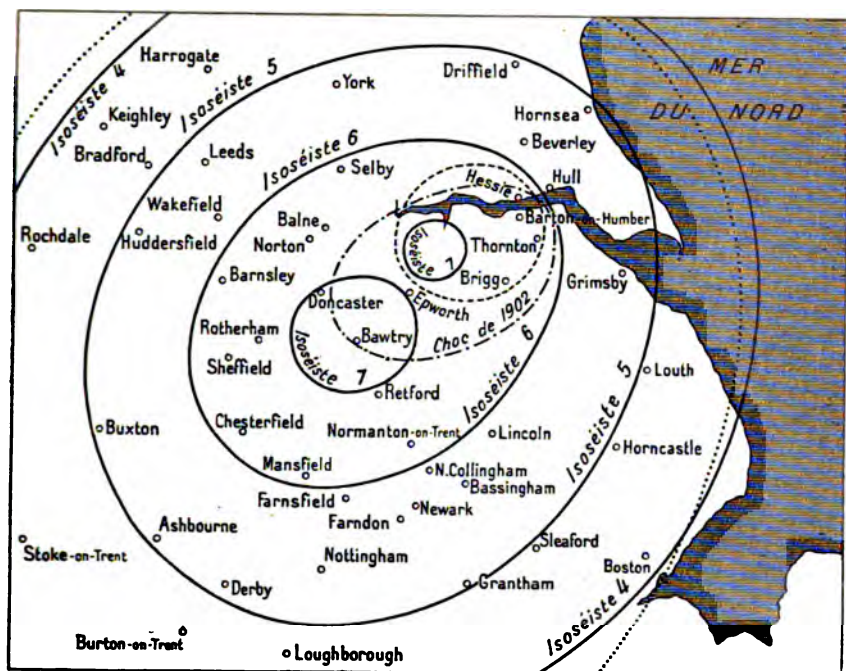 MER
DU NORD
Harrogate
Isoséiste 4
Isoséiste 5
York
Driffield
Keighley
Hornsea
Bradford
Leeds
Isoséiste 6
Beverley
Selby
Hessle
Hull
Wakefield
Balne
Barton-on-Humber
Rochdale
Huddersfield
Norton
Isoséiste 7
Thornton
Barnsley
Brigg
Grimsby
Doncaster
Epworth
Choc de 1902
Rotherham
Bawtry
Sheffield
Isoséiste 7
Isoséiste 6
Louth
Retford
Buxton
Chesterfield
Normanton-on-Trent
Lincoln
Isoséiste 5
Horncastle
Mansfield
N.Collingham
Bassingham
Farnsfield
Newark
Farndon
Ashbourne
Sleaford
Stoke-on-Trent
Nottingham
Boston
Derby
Grantham
Isoséiste 4
Burton-on-Trent
Loughborough